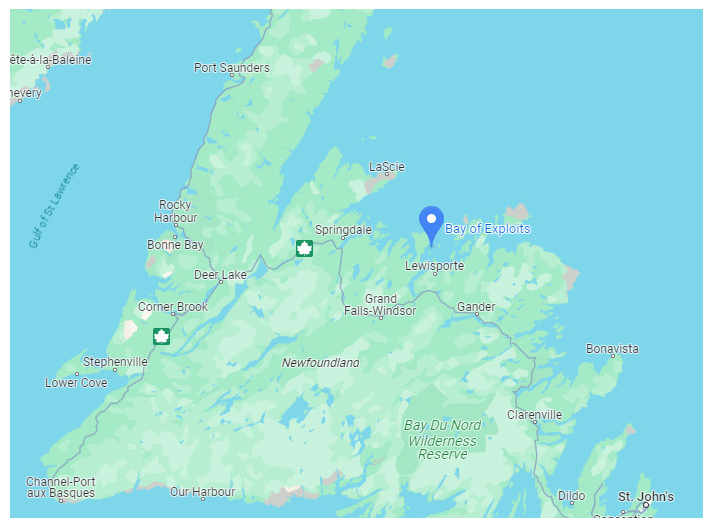 ête-à-la-Baleine
Port Saunders
hevery
Gulf of St Lawrence
LaScie
Rocky
Harbour
Springdale
Bay of Exploits
Bonne Bay
Lewisporte
Deer Lake
Grand
Falls-Windsor
Corner Brook
Gander
Bonavista
Stephenville
Newfoundland
Lower Cove
Clarenville
Bay Du Nord
Wilderness
Reserve
Channel-Port
aux Basques
Our Harbour
Dildo
St. John's
Conception